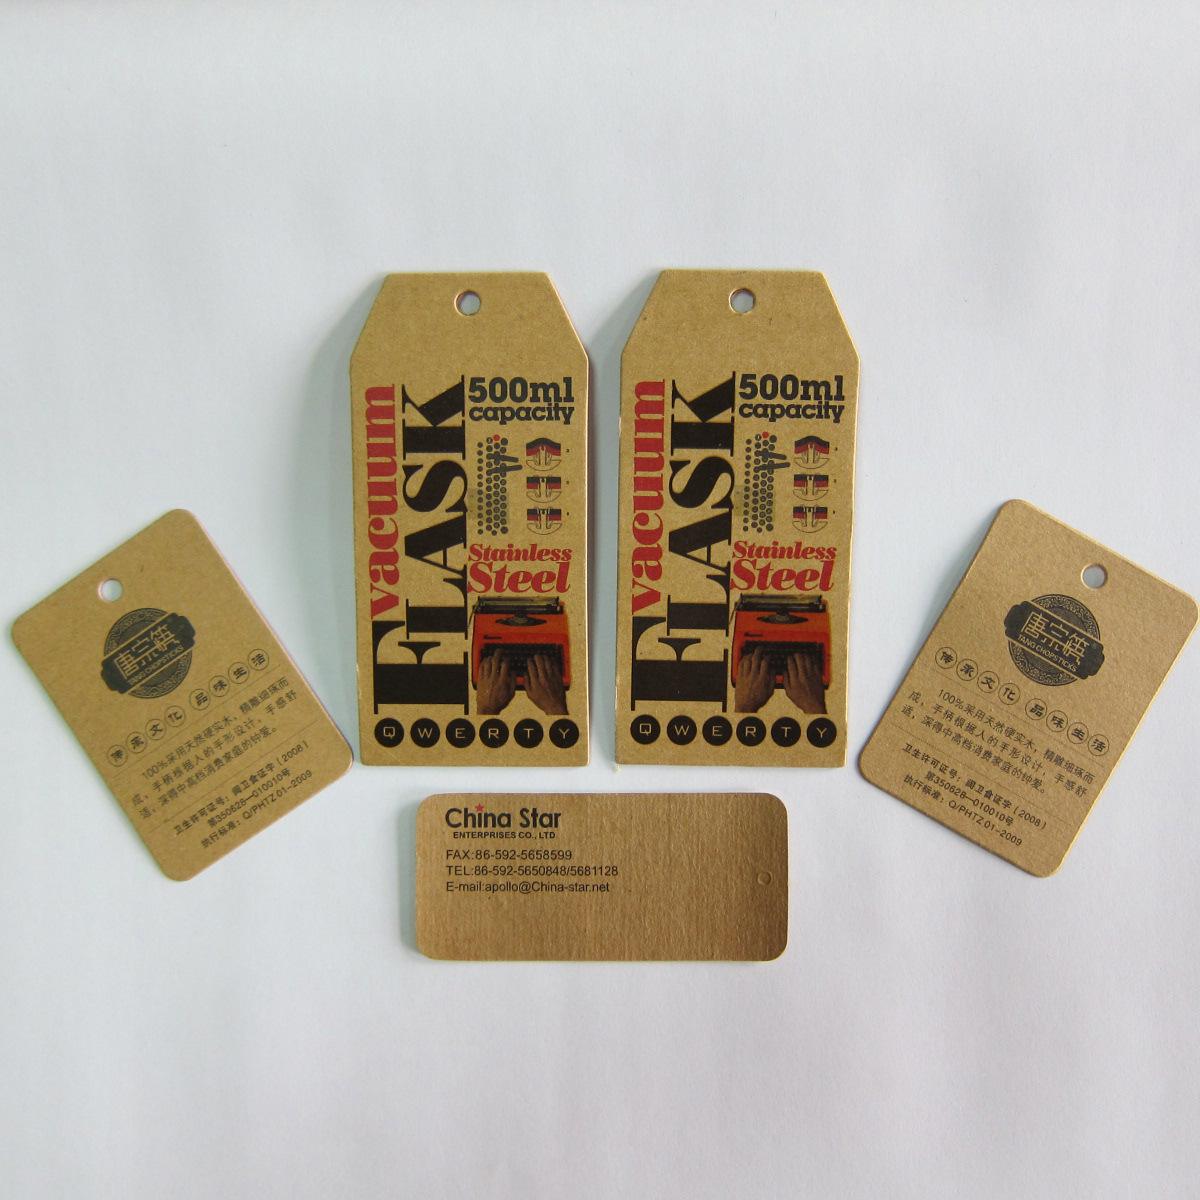 vacuum
FLASK
500ml
capacity
Stainless
Steel
Q W E R T Y
vacuum
FLASK
500ml
capacity
Stainless
Steel
Q W E R T Y
唐宗筷
TANG CHOPSTICKS
传承文化 品味生活
100%采用天然硬实木，精雕细琢而
成，手柄根据人的手形设计，手感舒
适，深得中高档消费家庭的钟爱。
卫生许可证号：闽卫食证字（2008）
第350628—010010号
执行标准：Q/PHTZ 01-2009
唐宗筷
TANG CHOPSTICKS
传承文化 品味生活
100%采用天然硬实木，精雕细琢而
成，手柄根据人的手形设计，手感舒
适，深得中高档消费家庭的钟爱。
卫生许可证号：闽卫食证字（2008）
第350628—010010号
执行标准：Q/PHTZ 01-2009
China Star
ENTERPRISES CO., LTD
FAX:86-592-5658599
TEL:86-592-5650848/5681128
E-mail:apollo@China-star.net